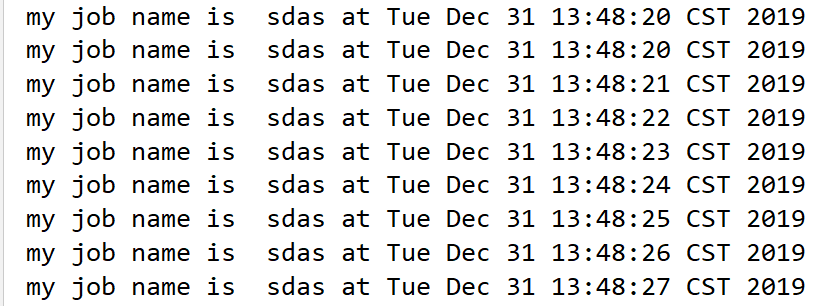 my job name is  sdas at Tue Dec 31 13:48:20 CST 2019
my job name is  sdas at Tue Dec 31 13:48:20 CST 2019
my job name is  sdas at Tue Dec 31 13:48:21 CST 2019
my job name is  sdas at Tue Dec 31 13:48:22 CST 2019
my job name is  sdas at Tue Dec 31 13:48:23 CST 2019
my job name is  sdas at Tue Dec 31 13:48:24 CST 2019
my job name is  sdas at Tue Dec 31 13:48:25 CST 2019
my job name is  sdas at Tue Dec 31 13:48:26 CST 2019
my job name is  sdas at Tue Dec 31 13:48:27 CST 2019